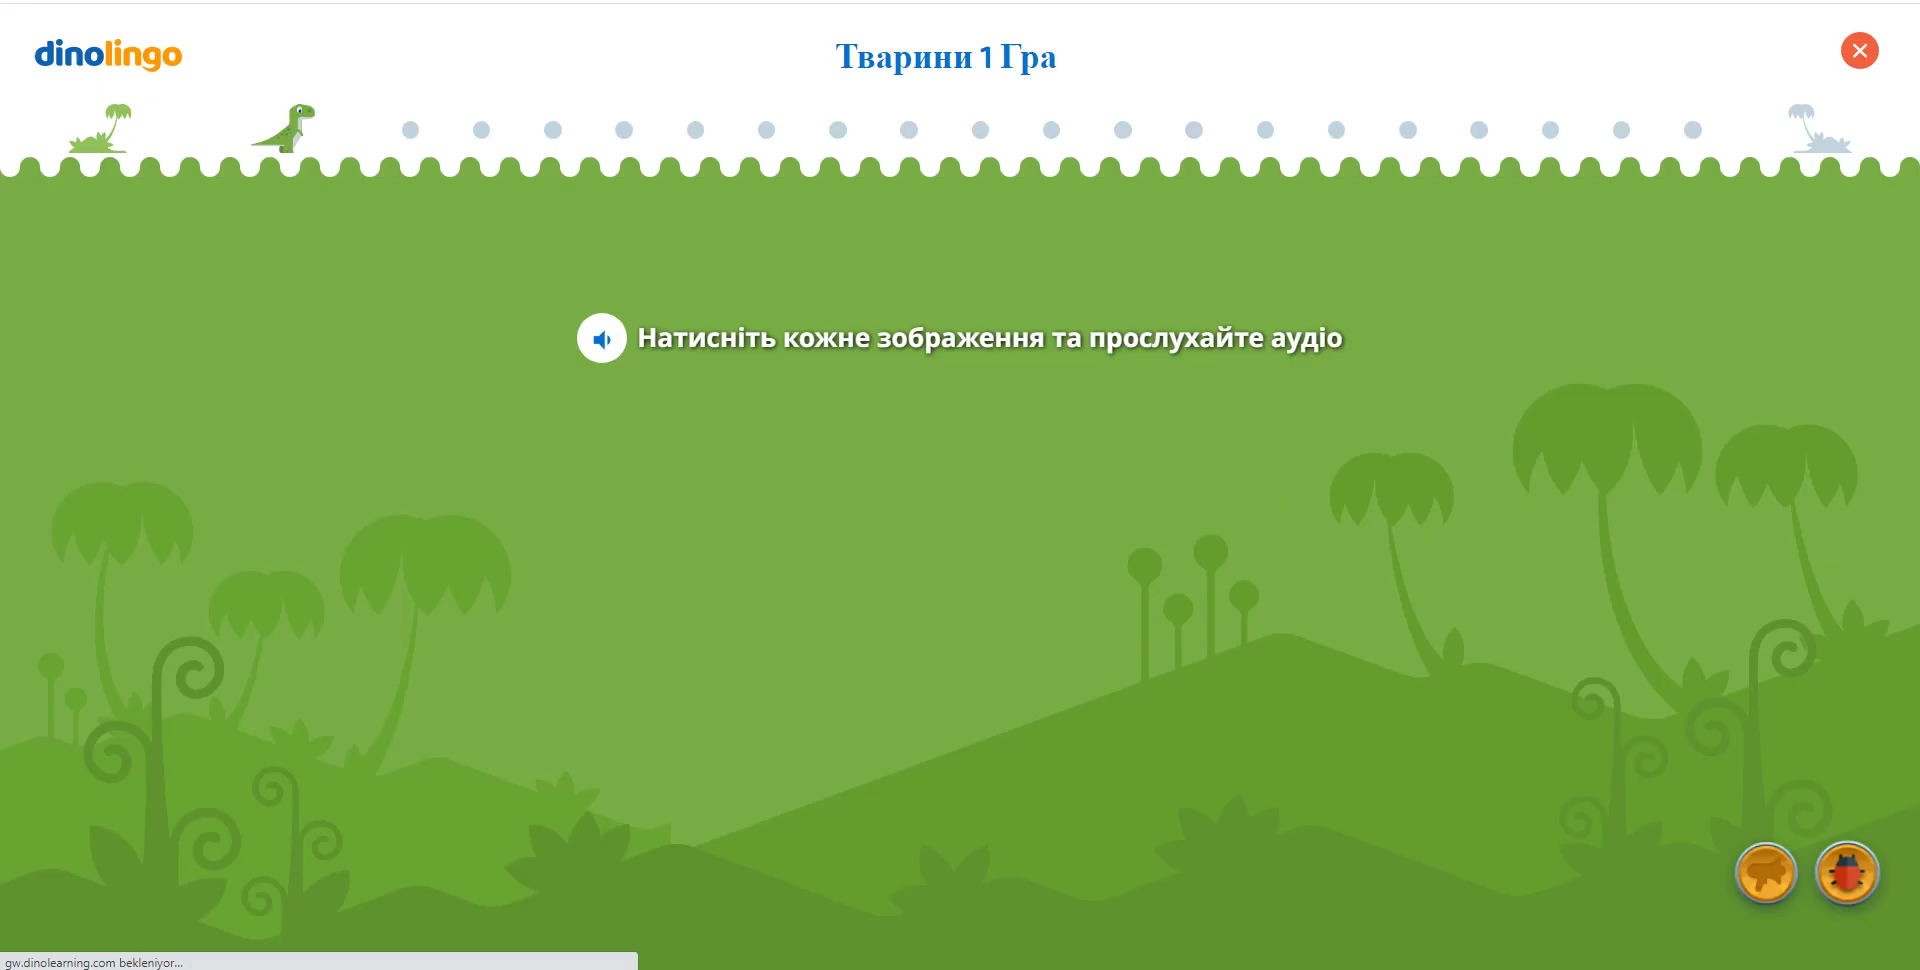 dinolingo
Тварини 1 Гра
Натисніть кожне зображення та прослухайте аудіо
gw.dinolearning.com bekleniyor...